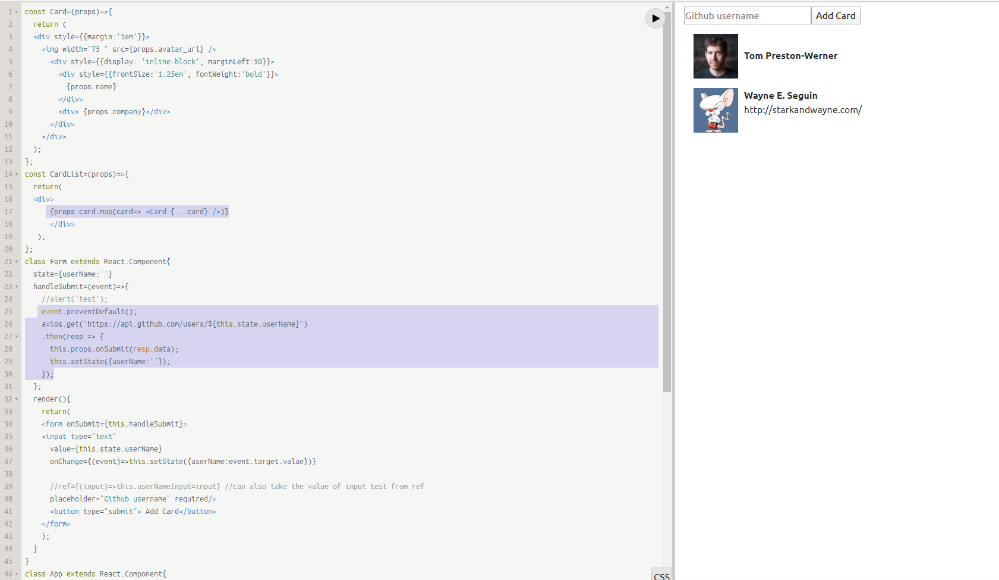 1 const Card=(props)=>{
2 return (
3 <div style={{margin:'1em'}}>
4 <img width="75 " src={props.avatar_url} />
5 <div style={{display: 'inline-block', marginLeft:10}}>
6 <div style={{frontSize:'1.25em', fontWeight:'bold'}}>
7 {props.name}
8 </div>
9 <div> {props.company}</div>
10 </div>
11 </div>
12 );
13 };
14 const CardList=(props)=>{
15 return(
16 <div>
17 {props.card.map(card=> <Card {...card} />)}
18 </div>
19 );
20 };
21 class Form extends React.Component{
22 state={userName:''}
23 handleSubmit=(event)=>{
24 //alert('test');
25 event.preventDefault();
26 axios.get(`https://api.github.com/users/${this.state.userName}`)
27 .then(resp => {
28 this.props.onSubmit(resp.data);
29 this.setState({userName:''});
30 });
31 };
32 render(){
33 return(
34 <form onSubmit={this.handleSubmit}>
35 <input type="text"
36 value={this.state.userName}
37 onChange={(event)=>this.setState({userName:event.target.value})}
38
39 //ref={(input)=>this.userNameInput=input} //can also take the value of input test from ref
40 placeholder="Github username" required/>
41 <button type="submit"> Add Card</button>
42 </form>
43 );
44 }
45 }
46 class App extends React.Component{
CSS
Github username Add Card
Tom Preston-Werner
Wayne E. Seguin
http://starkandwayne.com/